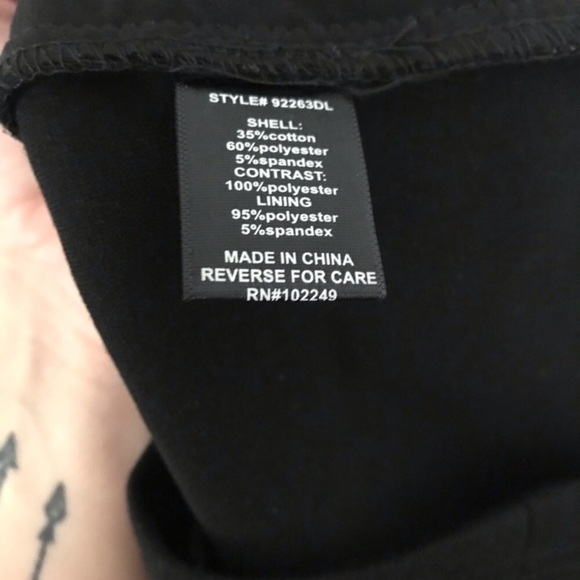 STYLE# 92263DL
SHELL:
35%cotton
60%polyester
5%spandex
CONTRAST:
100%polyester
LINING
95%polyester
5%spandex
MADE IN CHINA
REVERSE FOR CARE
RN#102249